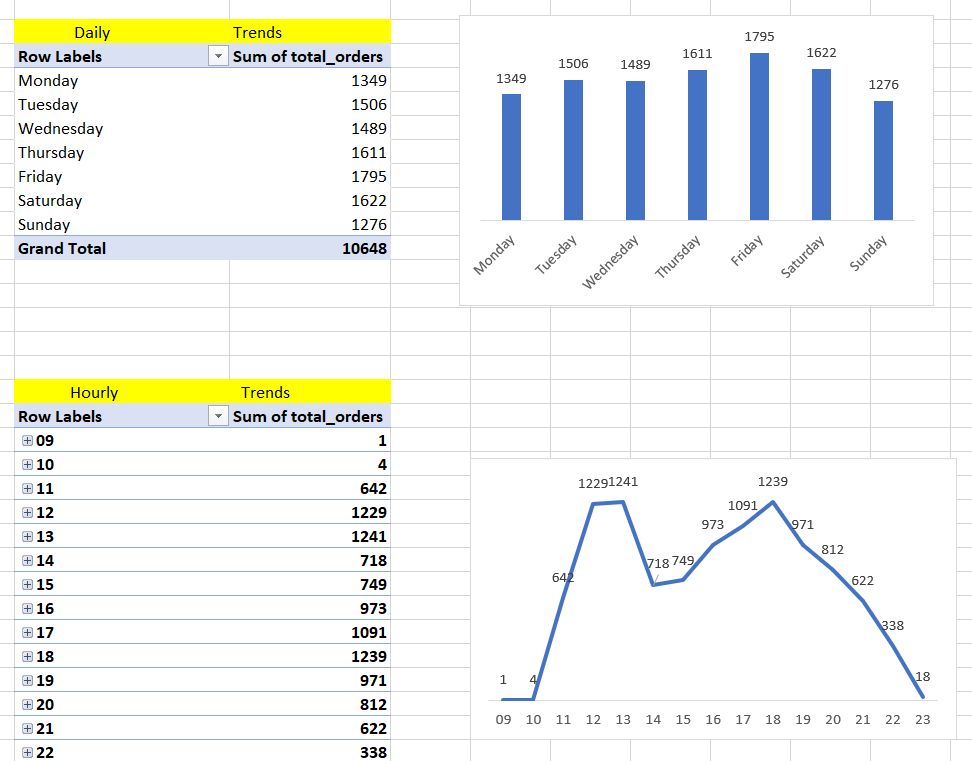 Daily Trends
Row Labels Sum of total_orders
Monday 1349
Tuesday 1506
Wednesday 1489
Thursday 1611
Friday 1795
Saturday 1622
Sunday 1276
Grand Total 10648
1349 1506 1489 1611 1795 1622 1276
Monday Tuesday Wednesday Thursday Friday Saturday Sunday
Hourly Trends
Row Labels Sum of total_orders
09 1
10 4
11 642
12 1229
13 1241
14 718
15 749
16 973
17 1091
18 1239
19 971
20 812
21 622
22 338
1 4 642 1229 1241 718 749 973 1091 1239 971 812 622 338 18
09 10 11 12 13 14 15 16 17 18 19 20 21 22 23